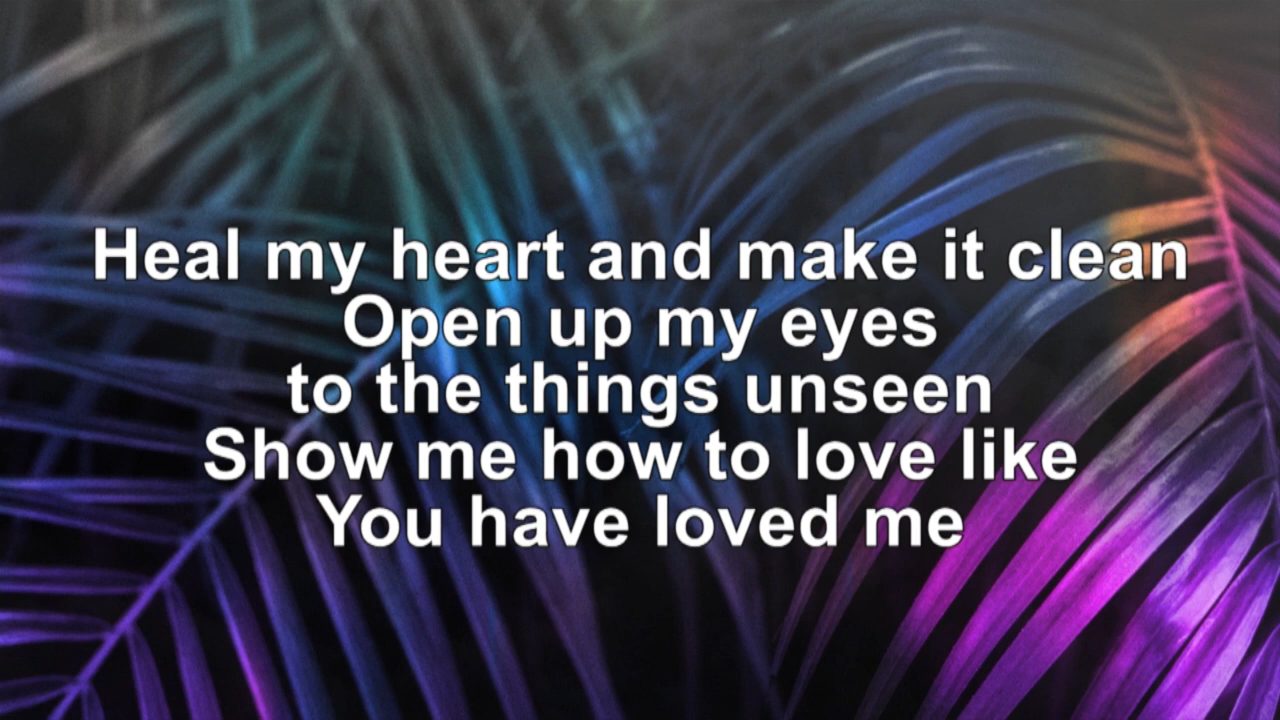 Heal my heart and make it clean
Open up my eyes
to the things unseen
Show me how to love like
You have loved me